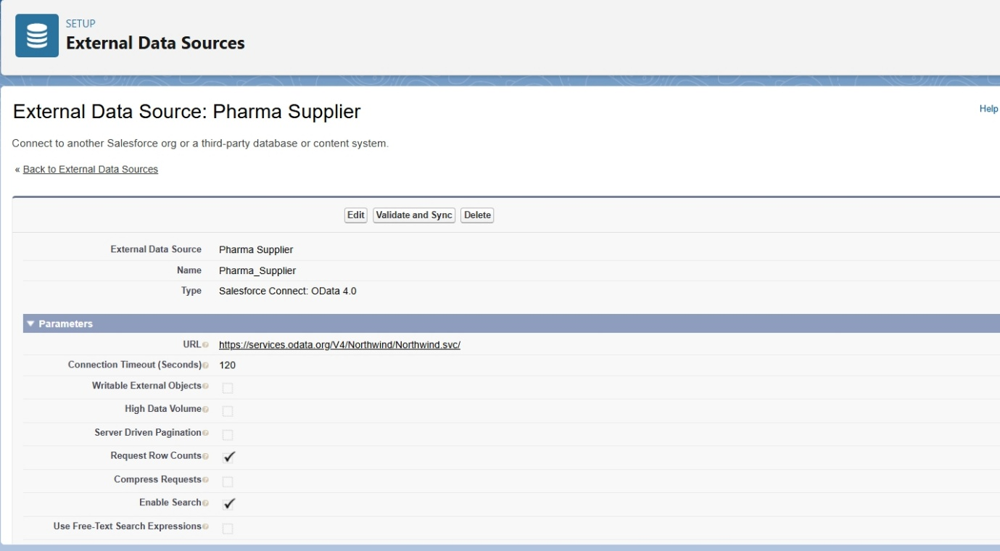 SETUP
External Data Sources
External Data Source: Pharma Supplier
Help
Connect to another Salesforce org or a third-party database or content system.
« Back to External Data Sources
Edit Validate and Sync Delete
External Data Source Pharma Supplier
Name Pharma_Supplier
Type Salesforce Connect: OData 4.0
Parameters
URL https://services.odata.org/V4/Northwind/Northwind.svc/
Connection Timeout (Seconds) 120
Writable External Objects
High Data Volume
Server Driven Pagination
Request Row Counts
Compress Requests
Enable Search
Use Free-Text Search Expressions